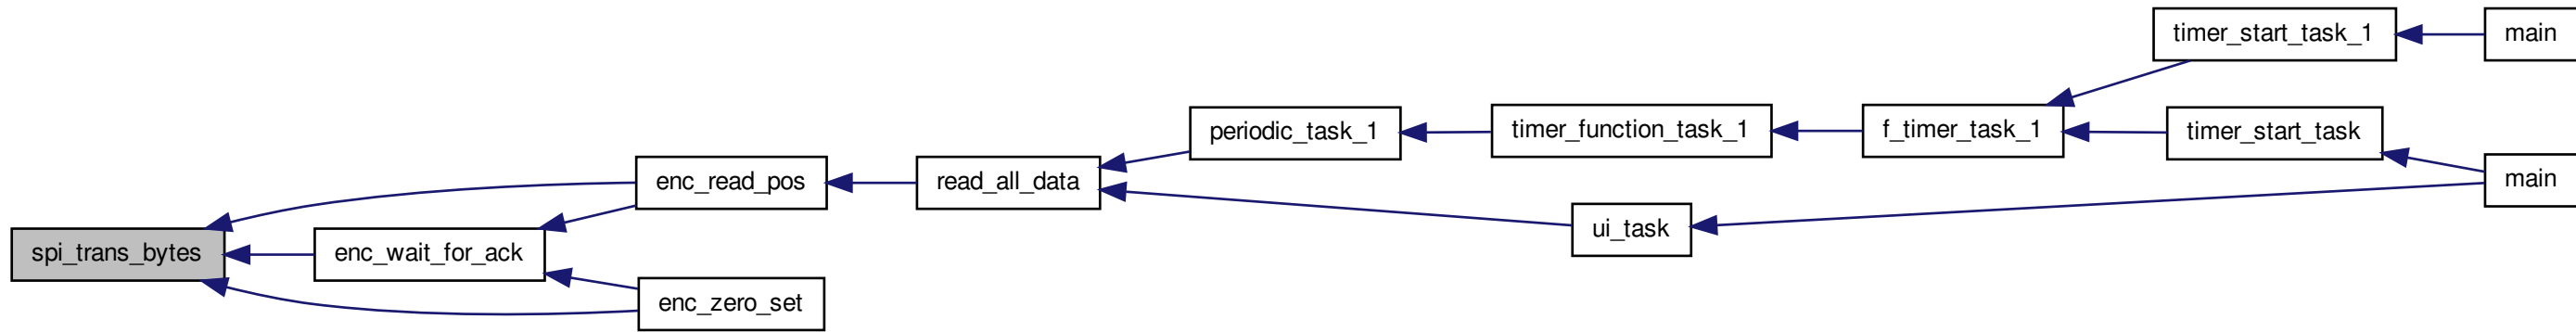 timer_start_task_1
main
periodic_task_1
timer_function_task_1
f_timer_task_1
timer_start_task
enc_read_pos
read_all_data
main
ui_task
spi_trans_bytes
enc_wait_for_ack
enc_zero_set